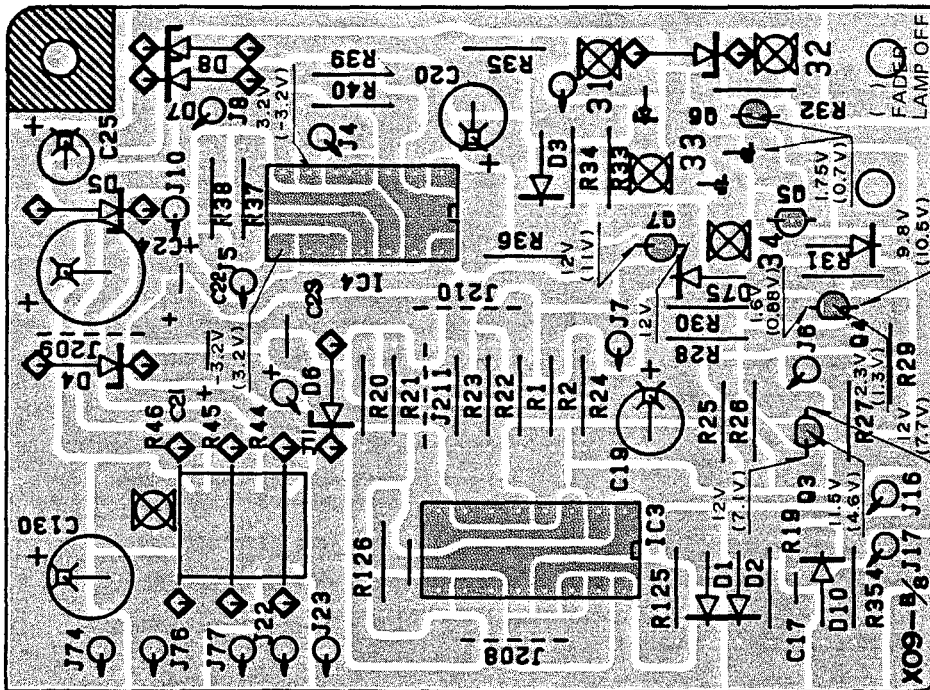 D8
D7
J8
3.2V
(-3.2V)
R39
R40
J4
C20
R35
31
32
Q6
R32
( )
FADER
LAMP OFF
C25
D5
J10
R38
R37
D3
R34
R33
33
1.75V
(0.7V)
C24
C22
J5
IC4
R36
12V
(11V)
Q7
34
Q5
R31
9.8V
(10.5V)
J209
D4
C21
-3.2V
(3.2V)
C23
J210
J7
12V
D75
R30
R28
1.6V
(0.88V)
J6
Q4
2.3V
(1.3V)
R29
R46
R45
R44
J11
D6
R20
R21
J211
R23
R22
R1
R2
R24
C19
R25
R26
R27
12V
(7.7V)
C130
R126
IC3
12V
(7.1V)
Q3
11.5V
(4.6V)
R19
J16
J74
J76
J77
J22
J23
J208
R125
D1
D2
C17
D10
R354
J17
X09-B/8